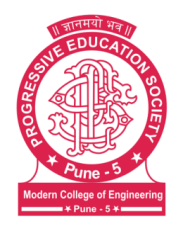 || ज्ञानमयो भव ||
PROGRESSIVE EDUCATION SOCIETY
Pune - 5
Modern College of Engineering
★ Pune - 5 ★